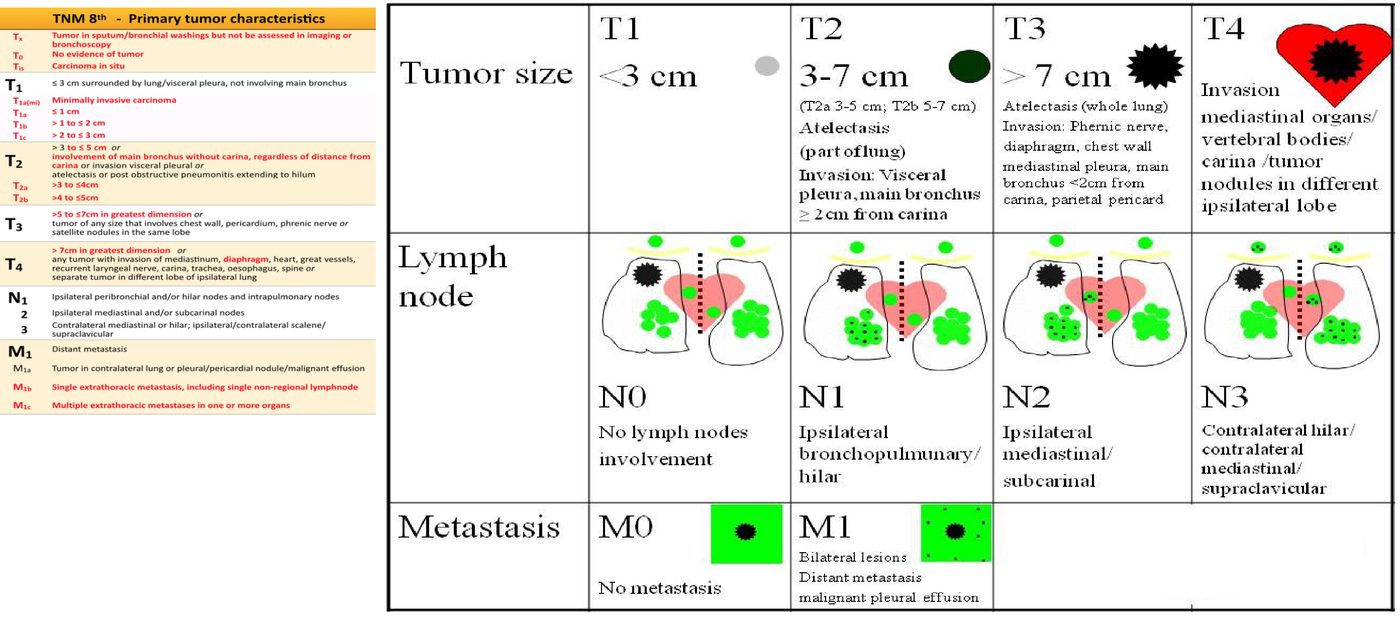 TNM 8th - Primary tumor characteristics
Tx Tumor in sputum/bronchial washings but not be assessed in imaging or
bronchoscopy
T0 No evidence of tumor
Tis Carcinoma in situ
T1 ≤ 3 cm surrounded by lung/visceral pleura, not involving main bronchus
T1a(mi) Minimally invasive carcinoma
T1a ≤ 1 cm
T1b > 1 to ≤ 2 cm
T1c > 2 to ≤ 3 cm
T2 > 3 to ≤ 5 cm or
involvement of main bronchus without carina, regardless of distance from
carina or invasion visceral pleural or
atelectasis or post obstructive pneumonitis extending to hilum
T2a >3 to ≤4cm
T2b >4 to ≤5cm
T3 >5 to ≤7cm in greatest dimension or
tumor of any size that involves chest wall, pericardium, phrenic nerve or
satellite nodules in the same lobe
T4 > 7cm in greatest dimension or
any tumor with invasion of mediastinum, diaphragm, heart, great vessels,
recurrent laryngeal nerve, carina, trachea, oesophagus, spine or
separate tumor in different lobe of ipsilateral lung
N1 Ipsilateral peribronchial and/or hilar nodes and intrapulmonary nodes
2 Ipsilateral mediastinal and/or subcarinal nodes
3 Contralateral mediastinal or hilar; ipsilateral/contralateral scalene/
supraclavicular
M1 Distant metastasis
M1a Tumor in contralateral lung or pleural/pericardial nodule/malignant effusion
M1b Single extrathoracic metastasis, including single non-regional lymphnode
M1c Multiple extrathoracic metastases in one or more organs
Tumor size
T1
<3 cm
T2
3-7 cm
(T2a 3-5 cm; T2b 5-7 cm)
Atelectasis
(part of lung)
Invasion: Visceral
pleura, main bronchus
≥ 2cm from carina
T3
> 7 cm
Atelectasis (whole lung)
Invasion: Phernic nerve,
diaphragm, chest wall
mediastinal pleura, main
bronchus <2cm from
carina, parietal pericard
T4
Invasion
mediastinal organs/
vertebral bodies/
carina /tumor
nodules in different
ipsilateral lobe
Lymph
node
N0
No lymph nodes
involvement
N1
Ipsilateral
bronchopulmunary/
hilar
N2
Ipsilateral
mediastinal/
subcarinal
N3
Contralateral hilar/
contralateral
mediastinal/
supraclavicular
Metastasis
M0
No metastasis
M1
Bilateral lesions
Distant metastasis
malignant pleural effusion